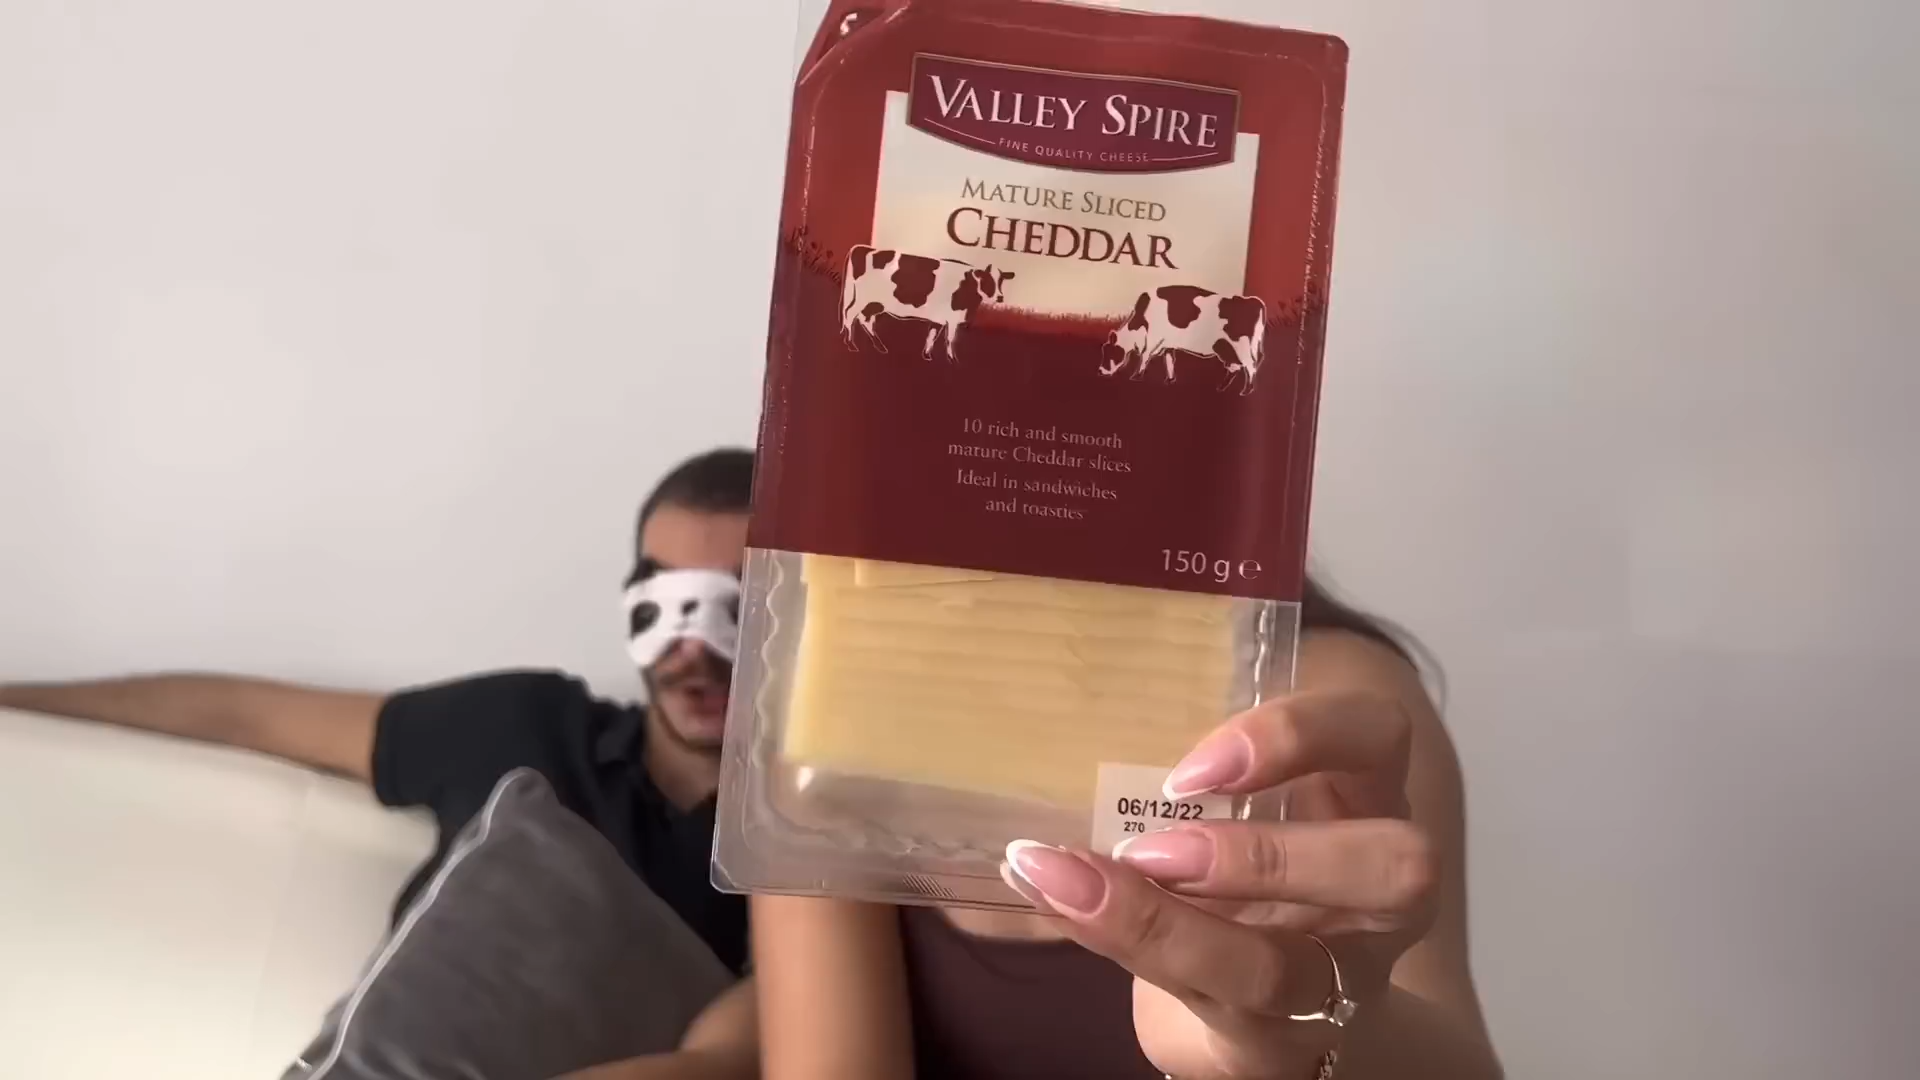 VALLEY SPIRE
FINE QUALITY CHEESE
MATURE SLICED
CHEDDAR
10 rich and smooth
mature Cheddar slices
Ideal in sandwiches
and toasties
150 g ℮
06/12/22
270